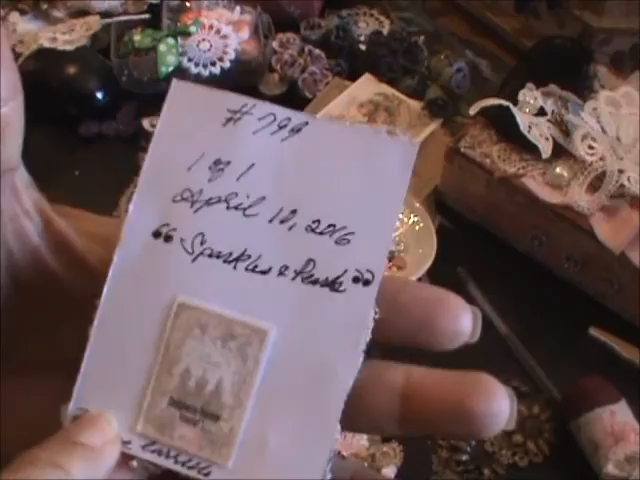 #799
1 of 1
April 10, 2016
"Sparkles & Pearls"